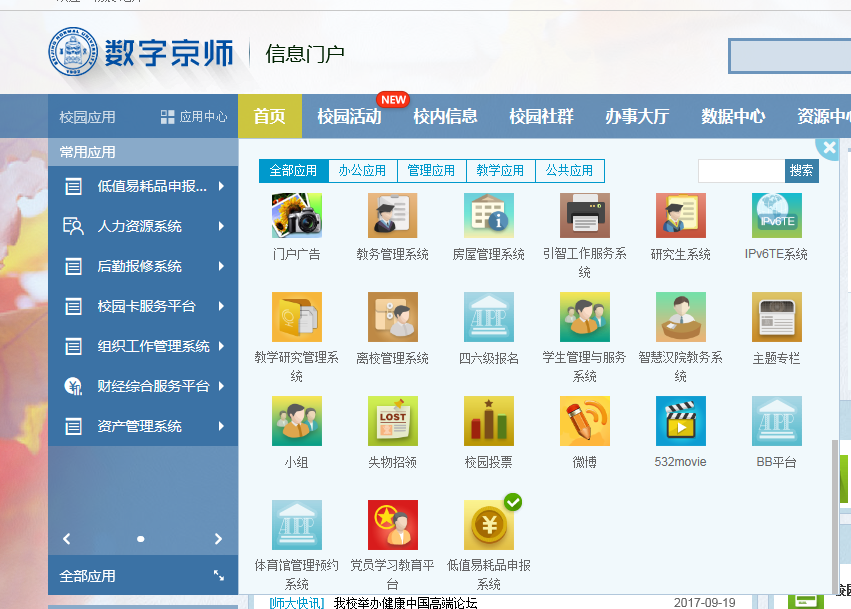 数字京师
信息门户
校园应用
应用中心
首页
校园活动
NEW
校内信息
校园社群
办事大厅
数据中心
资源中
常用应用
低值易耗品申报...
人力资源系统
后勤报修系统
校园卡服务平台
组织工作管理系统
财经综合服务平台
资产管理系统
全部应用
全部应用
办公应用
管理应用
教学应用
公共应用
搜索
门户广告
教务管理系统
房屋管理系统
引智工作服务系
统
研究生系统
IPv6TE
IPv6TE系统
教学研究管理系
统
离校管理系统
APP
四六级报名
学生管理与服务
系统
智慧汉院教务系
统
主题专栏
小组
LOST
失物招领
校园投票
微博
532movie
APP
BB平台
APP
体育馆管理预约
系统
党员学习教育平
台
低值易耗品申报
系统
[师大快讯]
我校举办健康中国高端论坛
2017-09-19